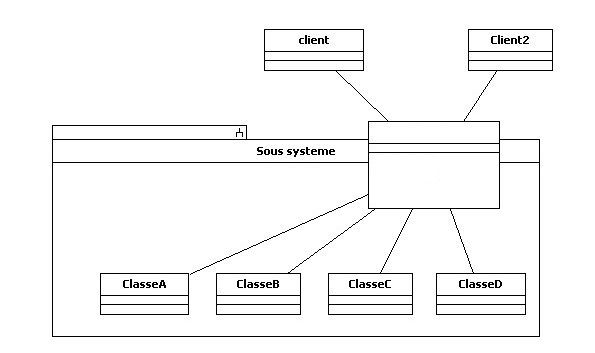 client
Client2
Sous systeme
ClasseA
ClasseB
ClasseC
ClasseD